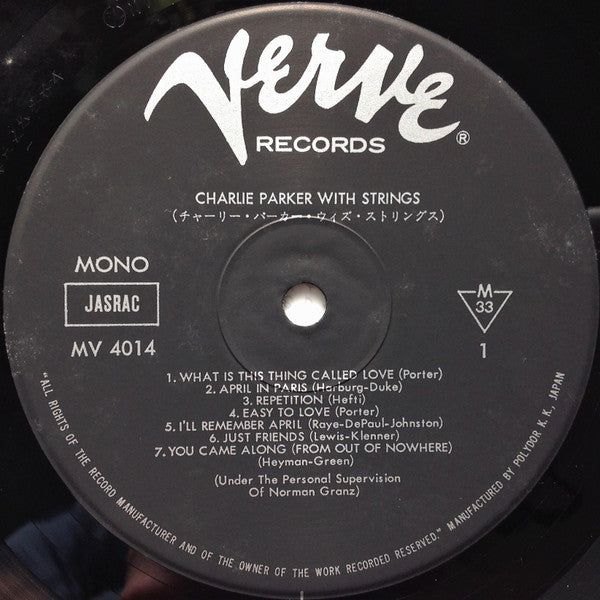 VERVE
RECORDS ®
CHARLIE PARKER WITH STRINGS
(チャーリー・パーカー・ウィズ・ストリングス)
MONO
JASRAC
MV 4014
M
33
1
1. WHAT IS THIS THING CALLED LOVE (Porter)
2. APRIL IN PARIS (Harburg-Duke)
3. REPETITION (Hefti)
4. EASY TO LOVE (Porter)
5. I'LL REMEMBER APRIL (Raye-DePaul-Johnston)
6. JUST FRIENDS (Lewis-Klenner)
7. YOU CAME ALONG (FROM OUT OF NOWHERE)
(Heyman-Green)
(Under The Personal Supervision
Of Norman Granz)
"ALL RIGHTS OF THE RECORD MANUFACTURER AND OF THE OWNER OF THE WORK RECORDED RESERVED." MANUFACTURED BY POLYDOR K. K., JAPAN